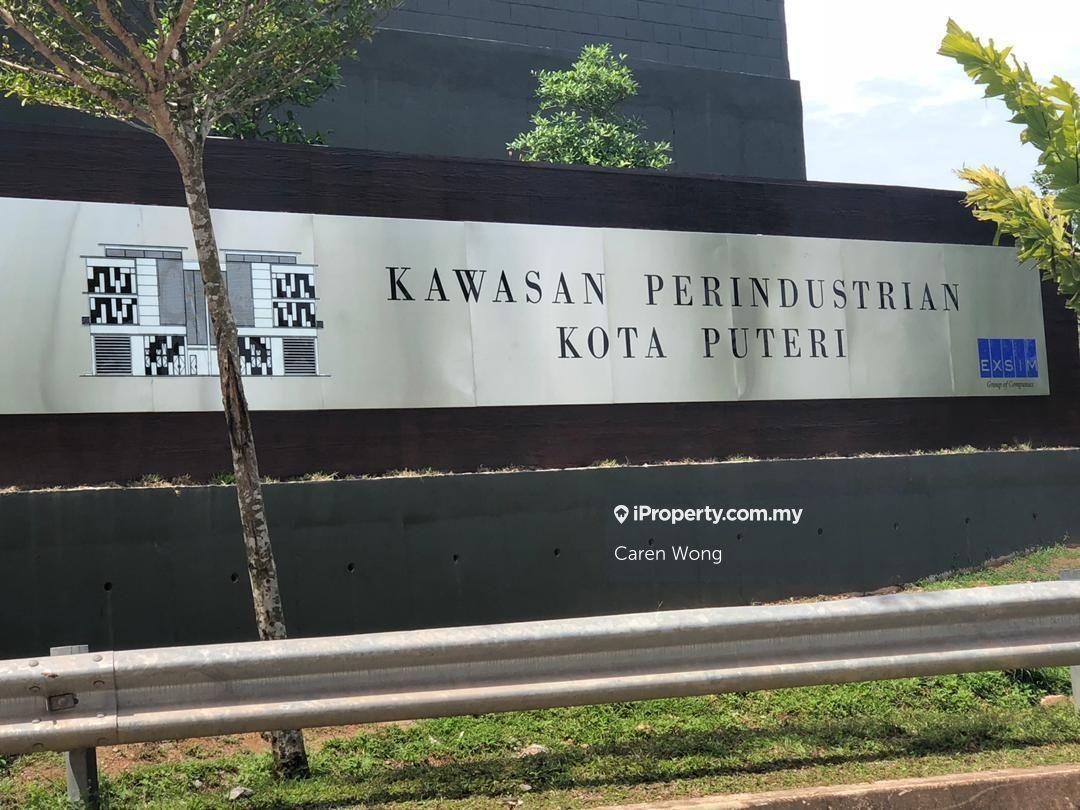 KAWASAN PERINDUSTRIAN
KOTA PUTERI
EXSIM
Group of Companies
iProperty.com.my
Caren Wong